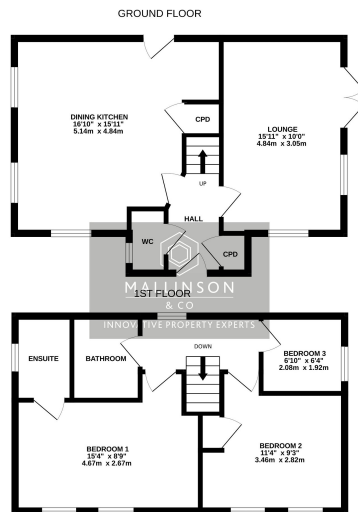 GROUND FLOOR
DINING KITCHEN
16'10" x 15'11"
5.14m x 4.84m
CPD
LOUNGE
15'11" x 10'0"
4.84m x 3.05m
UP
HALL
WC
CPD
MALLINSON
& CO
INNOVATIVE PROPERTY EXPERTS
1ST FLOOR
ENSUITE
BATHROOM
DOWN
BEDROOM 3
6'10" x 6'4"
2.08m x 1.92m
BEDROOM 1
15'4" x 8'9"
4.67m x 2.67m
BEDROOM 2
11'4" x 9'3"
3.46m x 2.82m